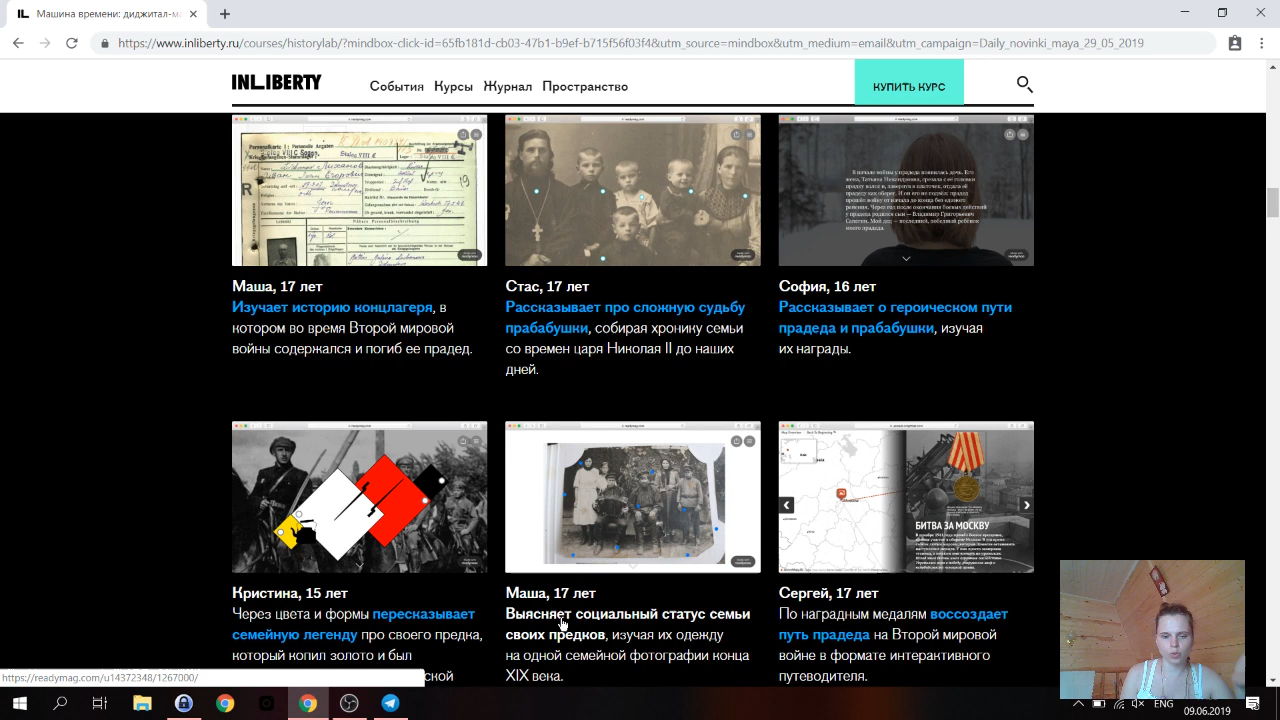 Машина времени: диджитал-м
https://www.inliberty.ru/courses/historylab/?mindbox-click-id=65fb181d-cb03-47b1-b9ef-b715f56f03f4&utm_source=mindbox&utm_medium=email&utm_campaign=Daily_novinki_maya_29_05_2019
INLIBERTY
События Курсы Журнал Пространство
КУПИТЬ КУРС
Маша, 17 лет
Изучает историю концлагеря, в
котором во время Второй мировой
войны содержался и погиб ее прадед.
Стас, 17 лет
Рассказывает про сложную судьбу
прабабушки, собирая хронику семьи
со времен царя Николая II до наших
дней.
София, 16 лет
Рассказывает о героическом пути
прадеда и прабабушки, изучая
их награды.
БИТВА ЗА МОСКВУ
Кристина, 15 лет
Через цвета и формы пересказывает
семейную легенду про своего предка,
который копил золото и был
ской
Маша, 17 лет
Выясняет социальный статус семьи
своих предков, изучая их одежду
на одной семейной фотографии конца
XIX века.
Сергей, 17 лет
По наградным медалям воссоздает
путь прадеда на Второй мировой
войне в формате интерактивного
путеводителя.
https://readymag.com/u14372348/1267000/
ENG
09.06.2019